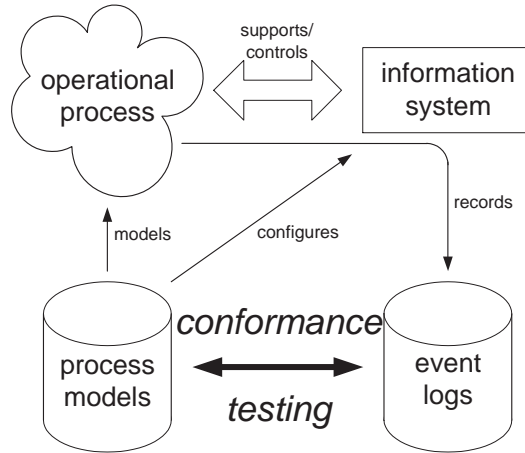 supports/
controls
operational
process
information
system
models
configures
records
conformance
process
models
event
logs
testing